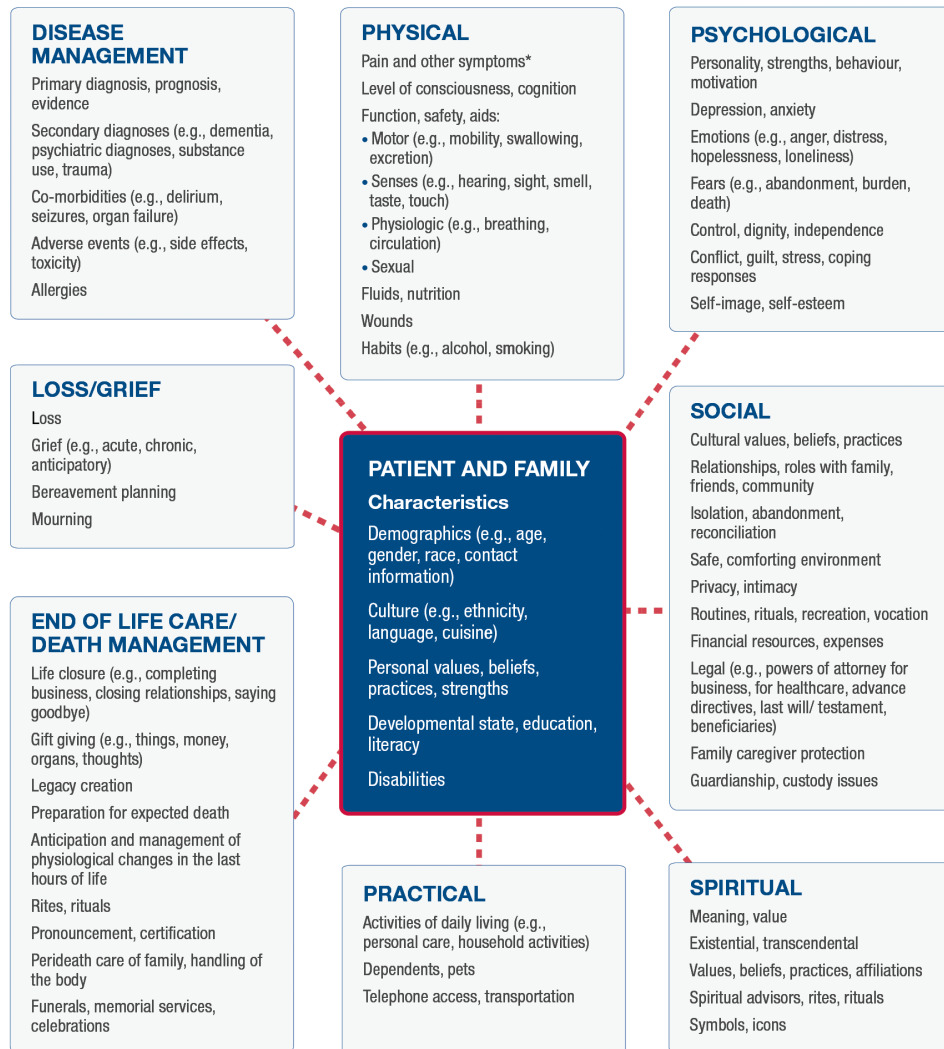 DISEASE
MANAGEMENT
Primary diagnosis, prognosis,
evidence
Secondary diagnoses (e.g., dementia,
psychiatric diagnoses, substance
use, trauma)
Co-morbidities (e.g., delirium,
seizures, organ failure)
Adverse events (e.g., side effects,
toxicity)
Allergies
PHYSICAL
Pain and other symptoms*
Level of consciousness, cognition
Function, safety, aids:
• Motor (e.g., mobility, swallowing,
excretion)
• Senses (e.g., hearing, sight, smell,
taste, touch)
• Physiologic (e.g., breathing,
circulation)
• Sexual
Fluids, nutrition
Wounds
Habits (e.g., alcohol, smoking)
PSYCHOLOGICAL
Personality, strengths, behaviour,
motivation
Depression, anxiety
Emotions (e.g., anger, distress,
hopelessness, loneliness)
Fears (e.g., abandonment, burden,
death)
Control, dignity, independence
Conflict, guilt, stress, coping
responses
Self-image, self-esteem
LOSS/GRIEF
Loss
Grief (e.g., acute, chronic,
anticipatory)
Bereavement planning
Mourning
PATIENT AND FAMILY
Characteristics
Demographics (e.g., age,
gender, race, contact
information)
Culture (e.g., ethnicity,
language, cuisine)
Personal values, beliefs,
practices, strengths
Developmental state, education,
literacy
Disabilities
SOCIAL
Cultural values, beliefs, practices
Relationships, roles with family,
friends, community
Isolation, abandonment,
reconciliation
Safe, comforting environment
Privacy, intimacy
Routines, rituals, recreation, vocation
Financial resources, expenses
Legal (e.g., powers of attorney for
business, for healthcare, advance
directives, last will/ testament,
beneficiaries)
Family caregiver protection
Guardianship, custody issues
END OF LIFE CARE/
DEATH MANAGEMENT
Life closure (e.g., completing
business, closing relationships, saying
goodbye)
Gift giving (e.g., things, money,
organs, thoughts)
Legacy creation
Preparation for expected death
Anticipation and management of
physiological changes in the last
hours of life
Rites, rituals
Pronouncement, certification
Perideath care of family, handling of
the body
Funerals, memorial services,
celebrations
PRACTICAL
Activities of daily living (e.g.,
personal care, household activities)
Dependents, pets
Telephone access, transportation
SPIRITUAL
Meaning, value
Existential, transcendental
Values, beliefs, practices, affiliations
Spiritual advisors, rites, rituals
Symbols, icons